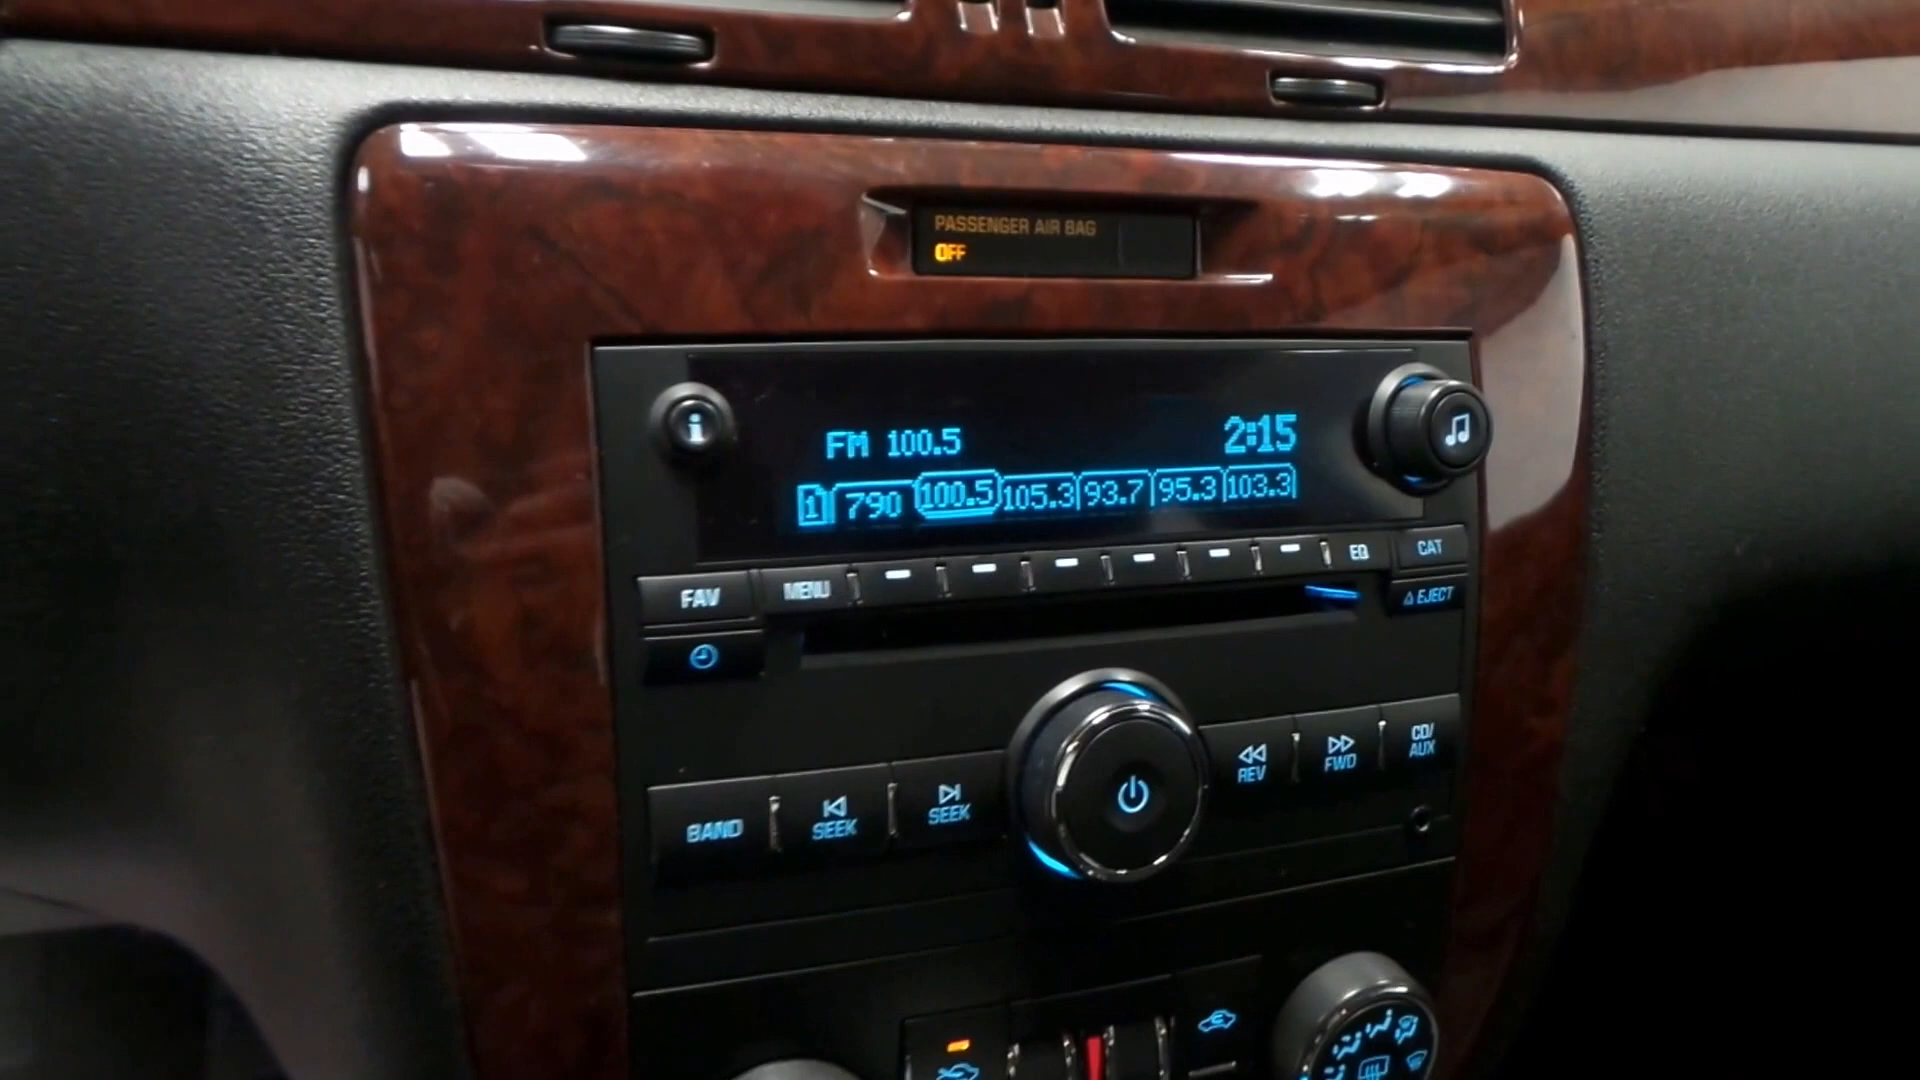 PASSENGER AIR BAG
OFF
i
FM 100.5 2:15
1 790 100.5 105.3 93.7 95.3 103.3
FAV MENU EQ CAT
EJECT
BAND SEEK SEEK REV FWD CD/
AUX